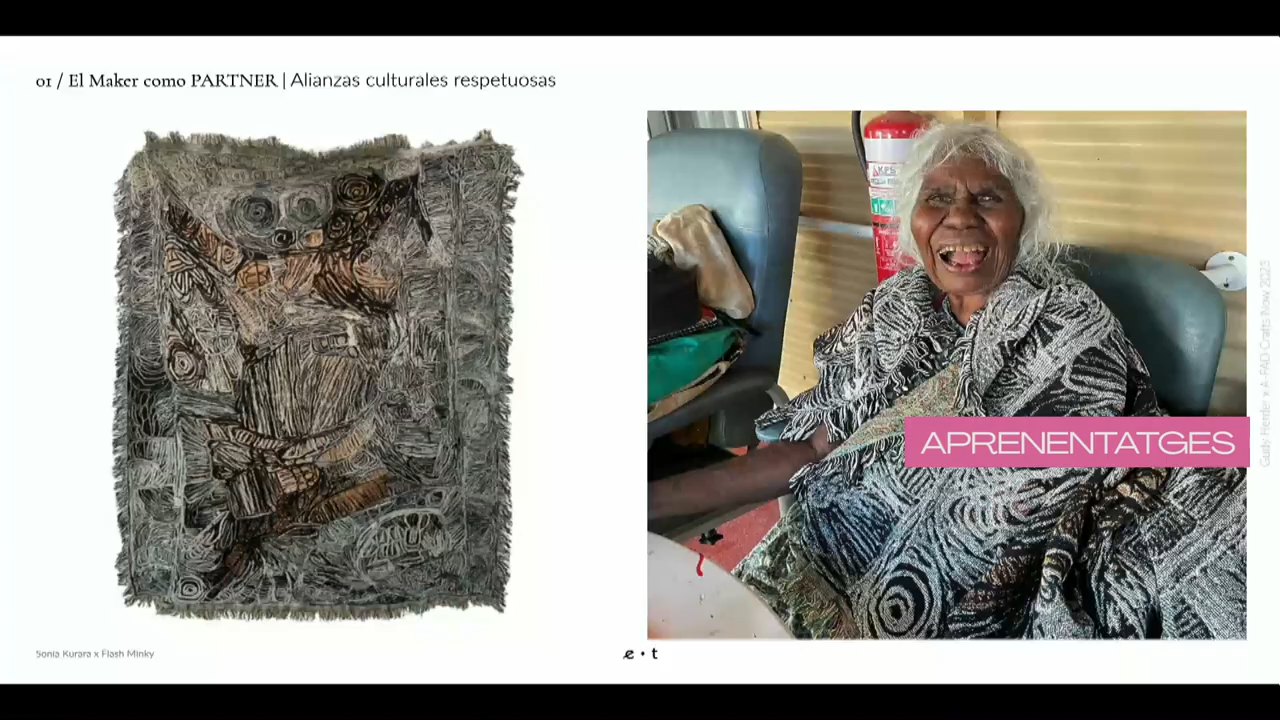 01 / El Maker como PARTNER | Alianzas culturales respetuosas
APRENENTATGES
Sonia Kurara x Flash Minky
e • t